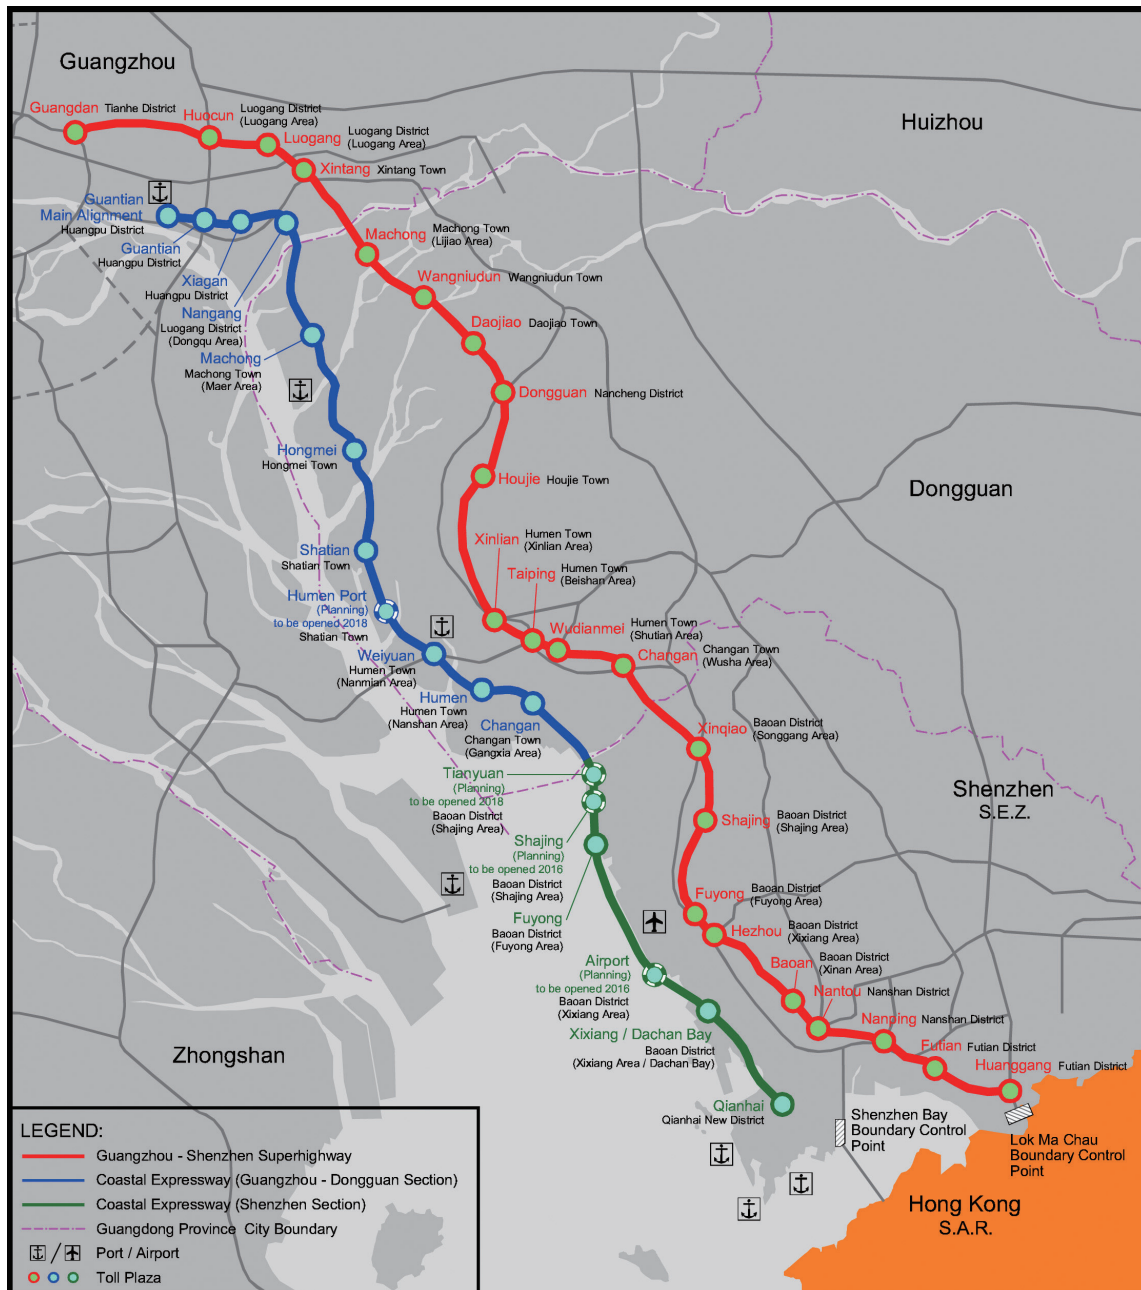 Guangzhou
Huizhou
Guangdan Tianhe District
Huocun Luogang District
(Luogang Area)
Luogang Luogang District
(Luogang Area)
Xintang Xintang Town
Guantian
Main Alignment
Huangpu District
Guantian
Huangpu District
Xiagan
Huangpu District
Nangang
Luogang District
(Dongqu Area)
Machong
Machong Town
(Maer Area)
Machong Machong Town
(Lijiao Area)
Wangniudun Wangniudun Town
Daojiao Daojiao Town
Dongguan Nancheng District
Hongmei
Hongmei Town
Houjie Houjie Town
Dongguan
Shatian
Shatian Town
Xinlian Humen Town
(Xinlian Area)
Taiping Humen Town
(Beishan Area)
Humen Port
(Planning)
to be opened 2018
Shatian Town
Wudianmei Humen Town
(Shutian Area)
Changan Changan Town
(Wusha Area)
Weiyuan
Humen Town
(Nanmian Area)
Humen
Humen Town
(Nanshan Area)
Changan
Changan Town
(Gangxia Area)
Xinqiao Baoan District
(Songgang Area)
Tianyuan
(Planning)
to be opened 2018
Baoan District
(Shajing Area)
Shenzhen
S.E.Z.
Shajing Baoan District
(Shajing Area)
Shajing
(Planning)
to be opened 2016
Baoan District
(Shajing Area)
Fuyong
Baoan District
(Fuyong Area)
Fuyong Baoan District
(Fuyong Area)
Hezhou Baoan District
(Xixiang Area)
Airport
(Planning)
to be opened 2016
Baoan District
(Xixiang Area)
Baoan Baoan District
(Xinan Area)
Nantou Nanshan District
Nanping Nanshan District
Futian Futian District
Huanggang Futian District
Xixiang / Dachan Bay
Baoan District
(Xixiang Area / Dachan Bay)
Zhongshan
Qianhai
Qianhai New District
Shenzhen Bay
Boundary Control
Point
Lok Ma Chau
Boundary Control
Point
Hong Kong
S.A.R.
LEGEND:
Guangzhou - Shenzhen Superhighway
Coastal Expressway (Guangzhou - Dongguan Section)
Coastal Expressway (Shenzhen Section)
Guangdong Province City Boundary
/ Port / Airport
Toll Plaza